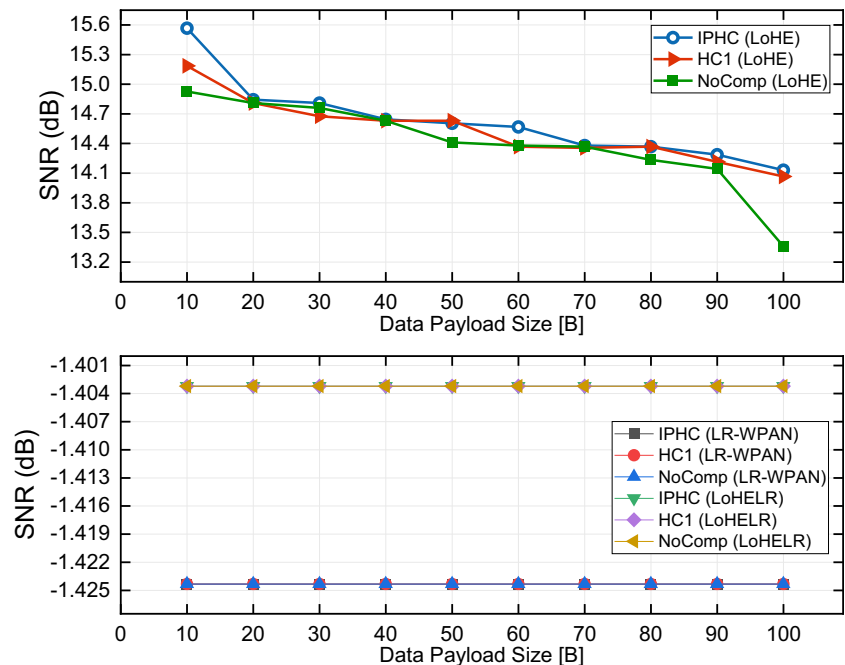 15.6
15.3
15.0
14.7
14.4
14.1
13.8
13.5
13.2
SNR (dB)
IPHC (LoHE)
HC1 (LoHE)
NoComp (LoHE)
0 10 20 30 40 50 60 70 80 90 100
Data Payload Size [B]
-1.401
-1.404
-1.407
-1.410
-1.413
-1.416
-1.419
-1.422
-1.425
SNR (dB)
IPHC (LR-WPAN)
HC1 (LR-WPAN)
NoComp (LR-WPAN)
IPHC (LoHELR)
HC1 (LoHELR)
NoComp (LoHELR)
0 10 20 30 40 50 60 70 80 90 100
Data Payload Size [B]